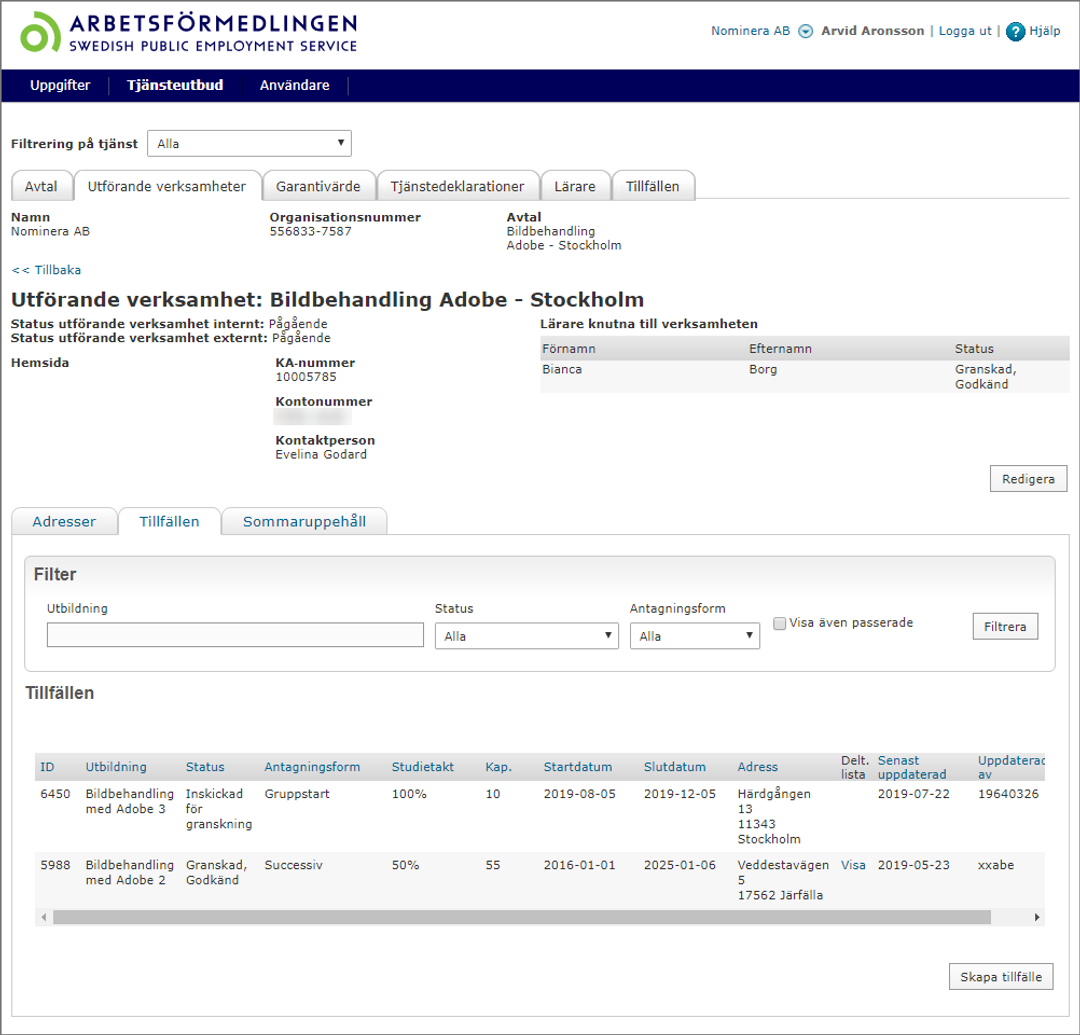 ARBETSFÖRMEDLINGEN
SWEDISH PUBLIC EMPLOYMENT SERVICE
Nominera AB Arvid Aronsson | Logga ut | ? Hjälp
Uppgifter Tjänsteutbud Användare
Filtrering på tjänst Alla
Avtal Utförande verksamheter Garantivärde Tjänstedeklarationer Lärare Tillfällen
Namn Organisationsnummer Avtal
Nominera AB 556833-7587 Bildbehandling
Adobe - Stockholm
<< Tillbaka
Utförande verksamhet: Bildbehandling Adobe - Stockholm
Status utförande verksamhet internt: Pågående
Status utförande verksamhet externt: Pågående
Hemsida
KA-nummer
10005785
Kontonummer
Kontaktperson
Evelina Godard
Lärare knutna till verksamheten
Förnamn Efternamn Status
Bianca Borg Granskad,
Godkänd
Redigera
Adresser Tillfällen Sommaruppehåll
Filter
Utbildning Status Antagningsform
Alla Alla Visa även passerade Filtrera
Tillfällen
ID Utbildning Status Antagningsform Studietakt Kap. Startdatum Slutdatum Adress Delt. Senast Uppdaterad
lista uppdaterad av
6450 Bildbehandling Inskickad Gruppstart 100% 10 2019-08-05 2019-12-05 Härdgången 2019-07-22 19640326
med Adobe 3 för 13
granskning 11343
Stockholm
5988 Bildbehandling Granskad, Successiv 50% 55 2016-01-01 2025-01-06 Veddestavägen Visa 2019-05-23 xxabe
med Adobe 2 Godkänd 5
17562 Järfälla
Skapa tillfälle